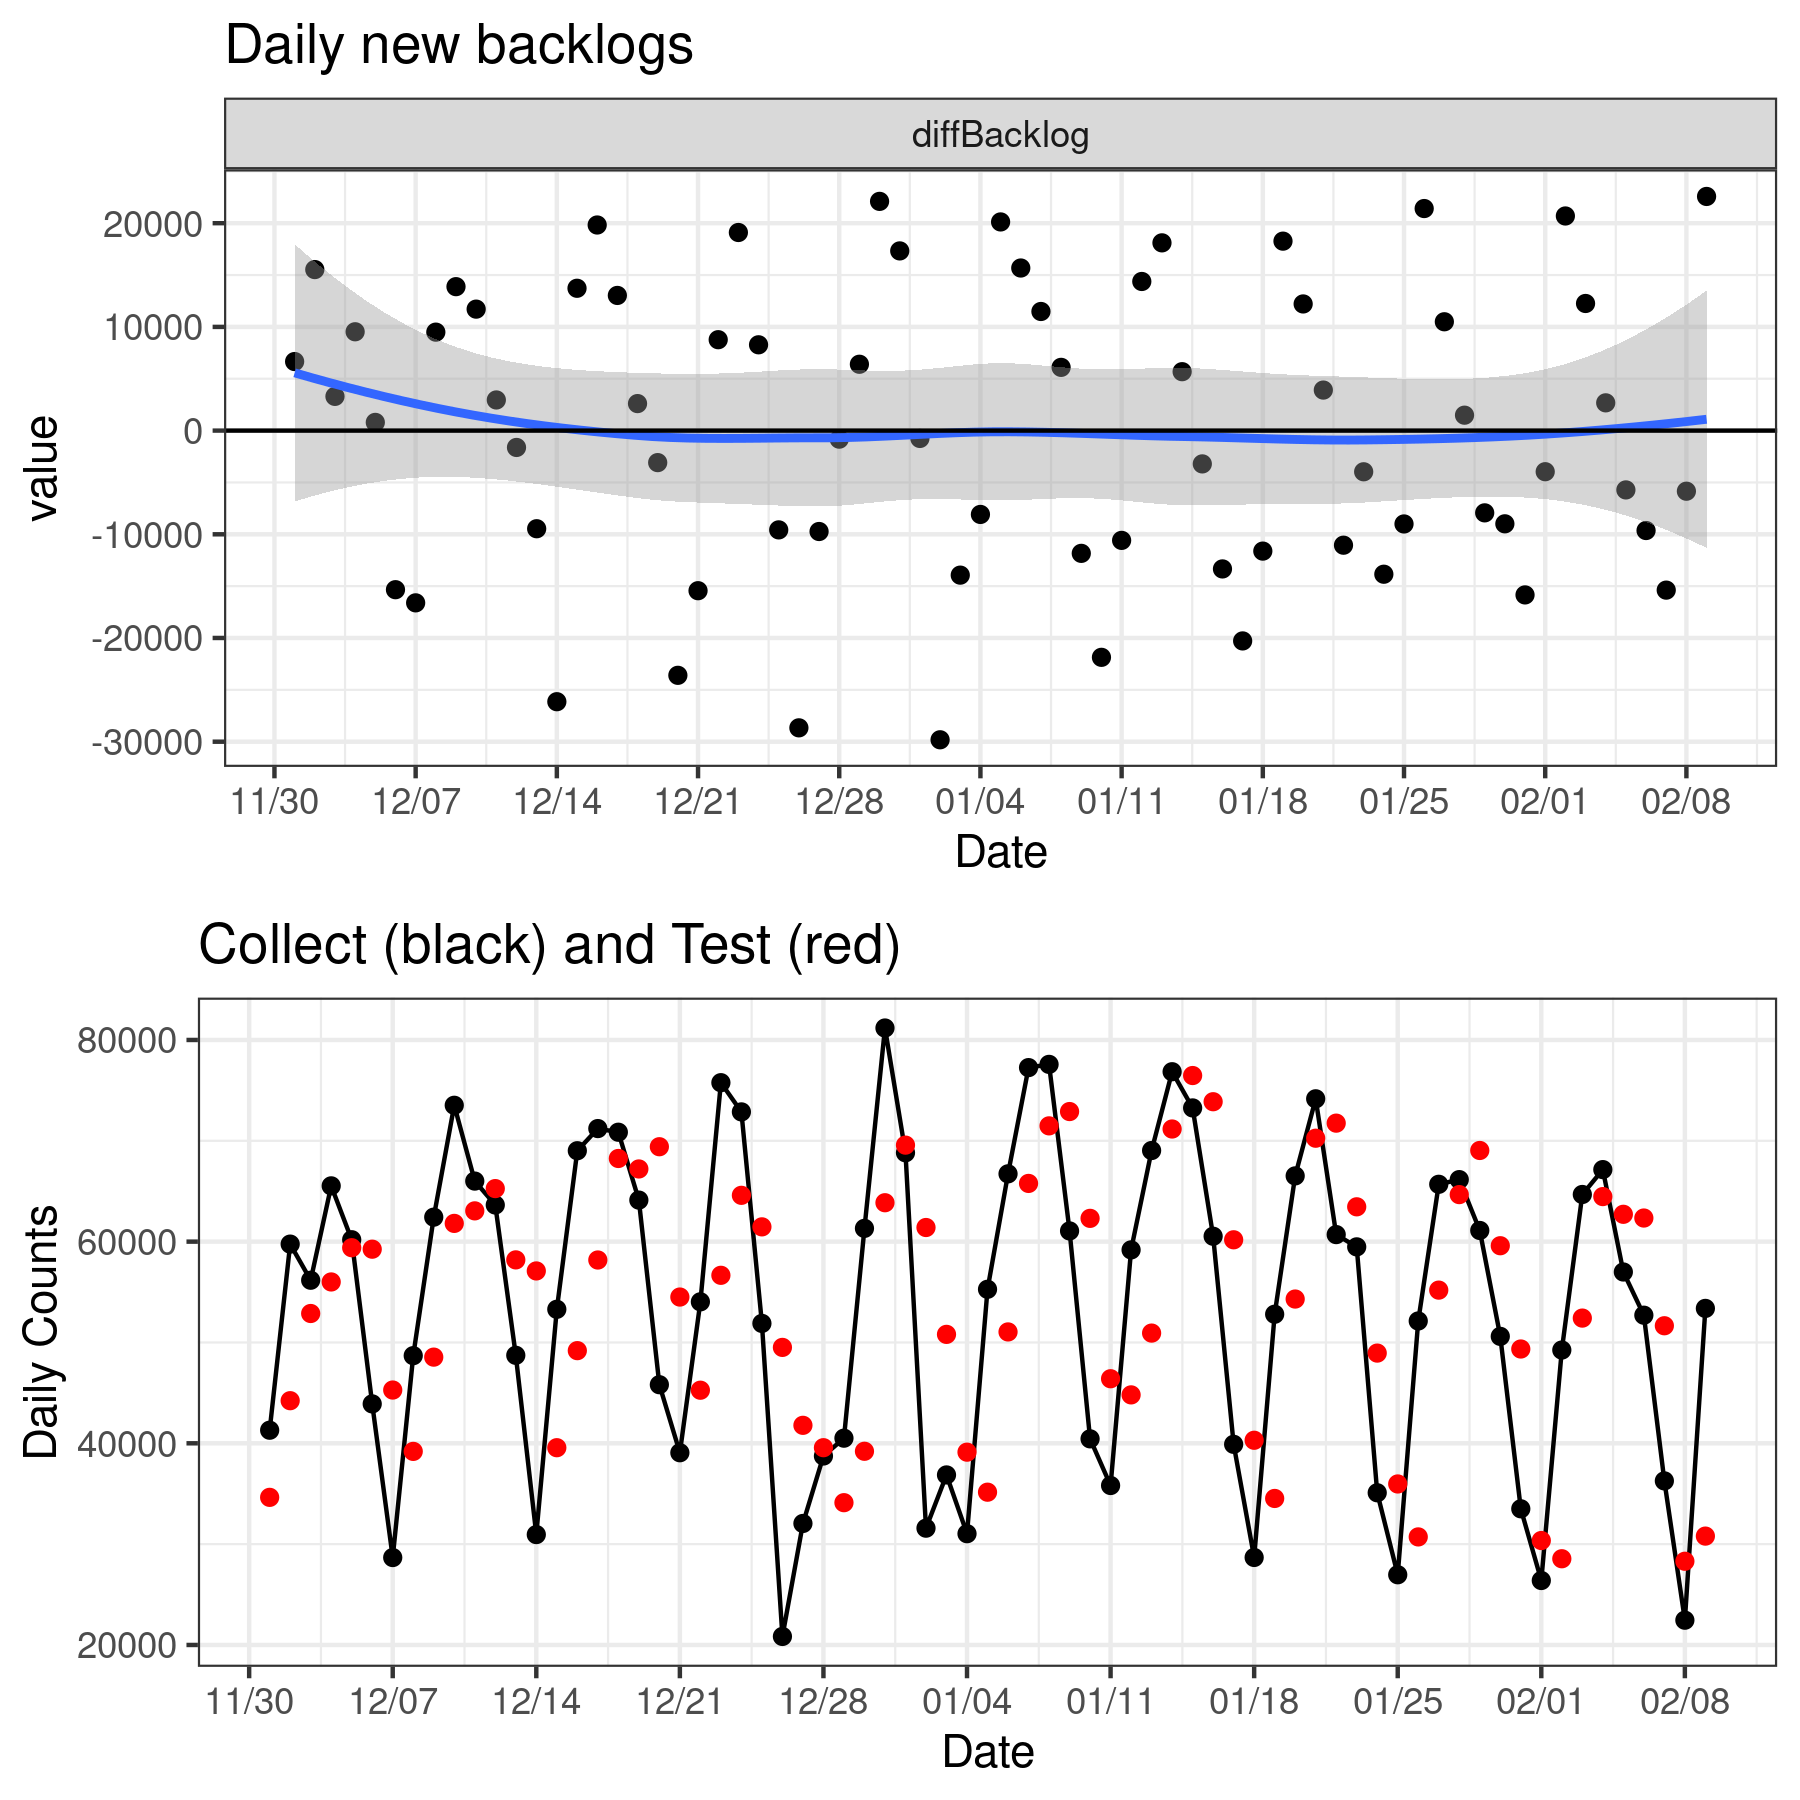 Daily new backlogs
diffBacklog
20000
10000
0
-10000
-20000
-30000
value
11/30 12/07 12/14 12/21 12/28 01/04 01/11 01/18 01/25 02/01 02/08
Date
Collect (black) and Test (red)
80000
60000
40000
20000
Daily Counts
11/30 12/07 12/14 12/21 12/28 01/04 01/11 01/18 01/25 02/01 02/08
Date